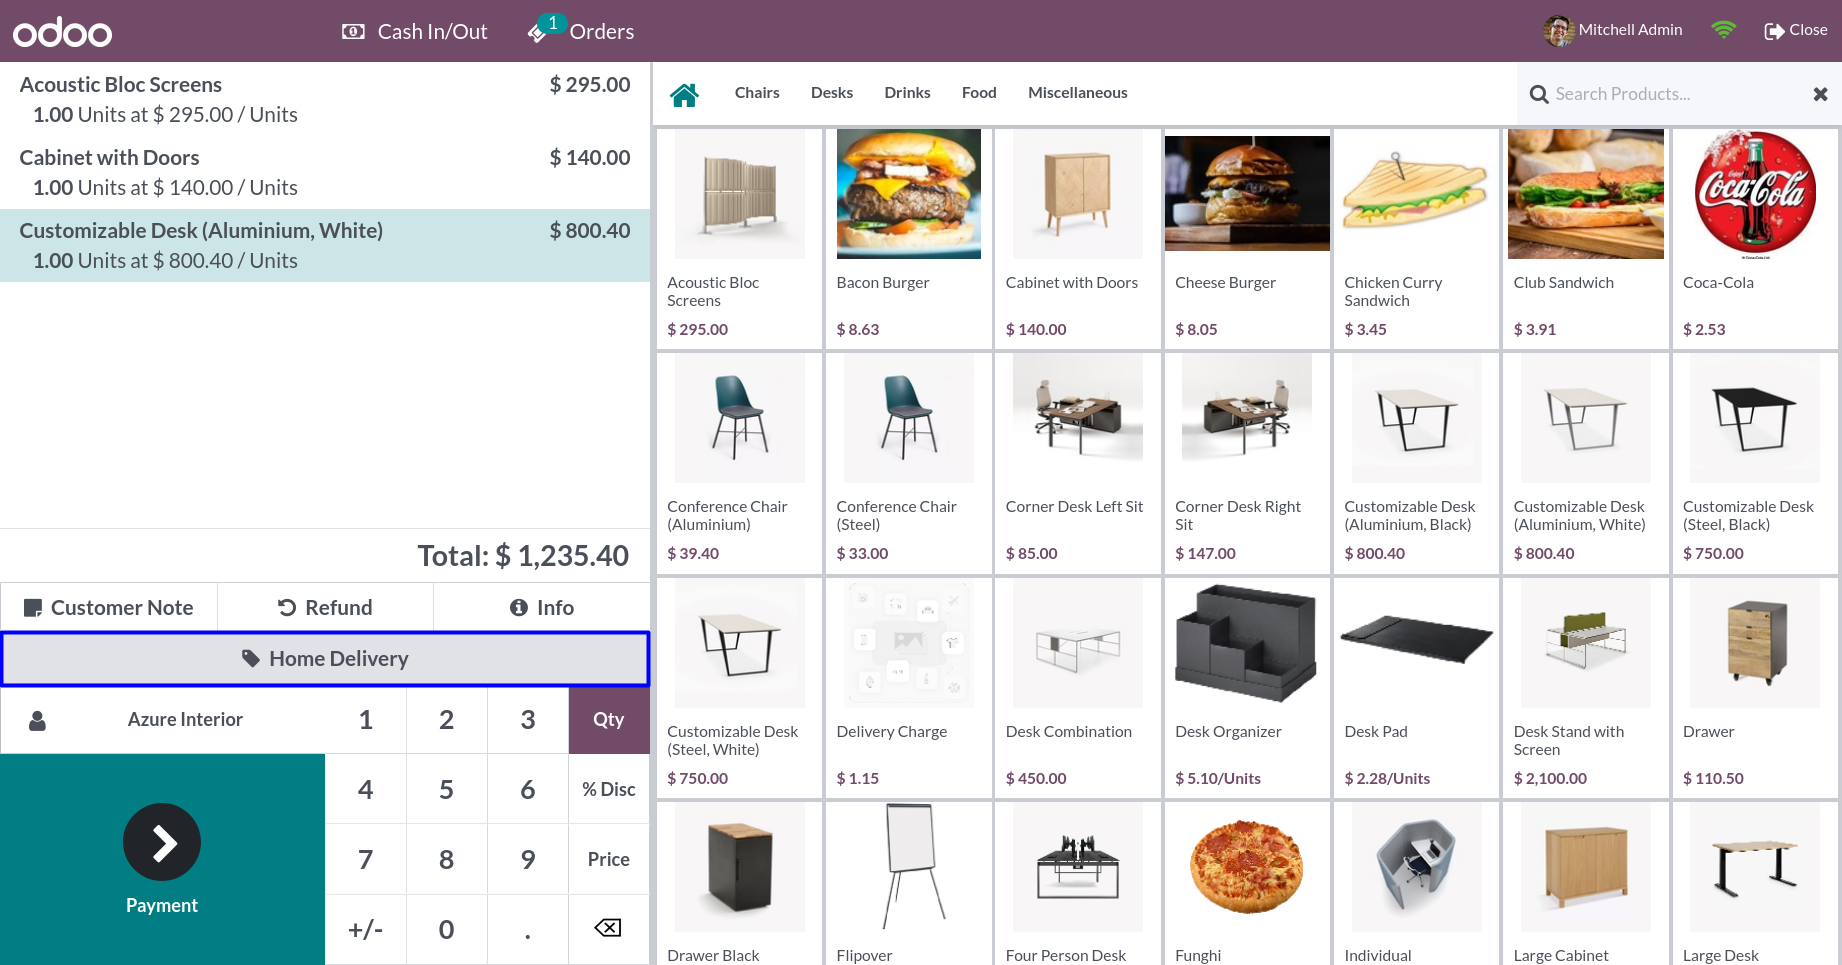 odoo
Cash In/Out
1
Orders
Mitchell Admin
Close
Acoustic Bloc Screens
$ 295.00
1.00 Units at $ 295.00 / Units
Cabinet with Doors
$ 140.00
1.00 Units at $ 140.00 / Units
Customizable Desk (Aluminium, White)
$ 800.40
1.00 Units at $ 800.40 / Units
Total: $ 1,235.40
Customer Note
Refund
Info
Home Delivery
Azure Interior
1
2
3
Qty
4
5
6
% Disc
7
8
9
Price
+/-
0
.
Payment
Chairs
Desks
Drinks
Food
Miscellaneous
Search Products...
Enjoy
Coca-Cola
Acoustic Bloc
Screens
$ 295.00
Bacon Burger
$ 8.63
Cabinet with Doors
$ 140.00
Cheese Burger
$ 8.05
Chicken Curry
Sandwich
$ 3.45
Club Sandwich
$ 3.91
Coca-Cola
$ 2.53
Conference Chair
(Aluminium)
$ 39.40
Conference Chair
(Steel)
$ 33.00
Corner Desk Left Sit
$ 85.00
Corner Desk Right
Sit
$ 147.00
Customizable Desk
(Aluminium, Black)
$ 800.40
Customizable Desk
(Aluminium, White)
$ 800.40
Customizable Desk
(Steel, Black)
$ 750.00
Customizable Desk
(Steel, White)
$ 750.00
Delivery Charge
$ 1.15
Desk Combination
$ 450.00
Desk Organizer
$ 5.10/Units
Desk Pad
$ 2.28/Units
Desk Stand with
Screen
$ 2,100.00
Drawer
$ 110.50
Drawer Black
Flipover
Four Person Desk
Funghi
Individual
Large Cabinet
Large Desk